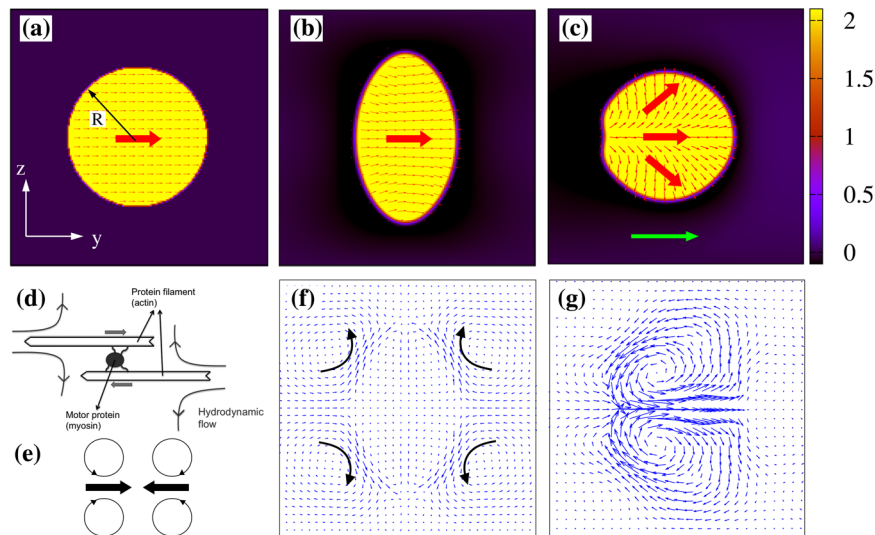 (a)
R
z
y
(b)
(c)
2
1.5
1
0.5
0
(d)
Protein filament
(actin)
Motor protein
(myosin)
Hydrodynamic
flow
(e)
(f)
(g)